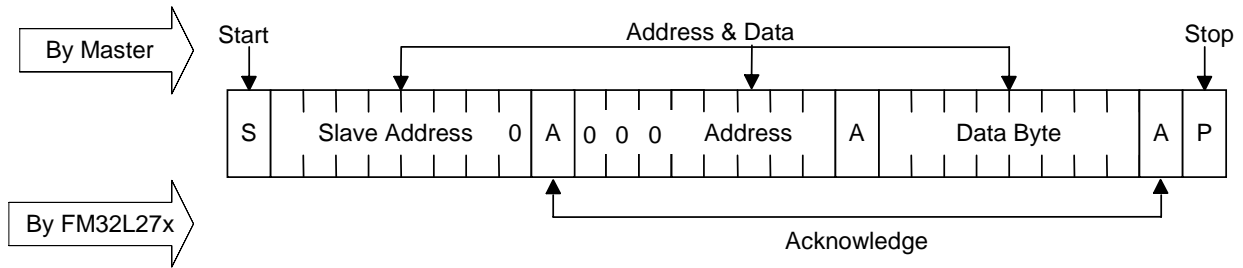 By Master
Start
Address & Data
Stop
S Slave Address 0 A 0 0 0 Address A Data Byte A P
By FM32L27x
Acknowledge